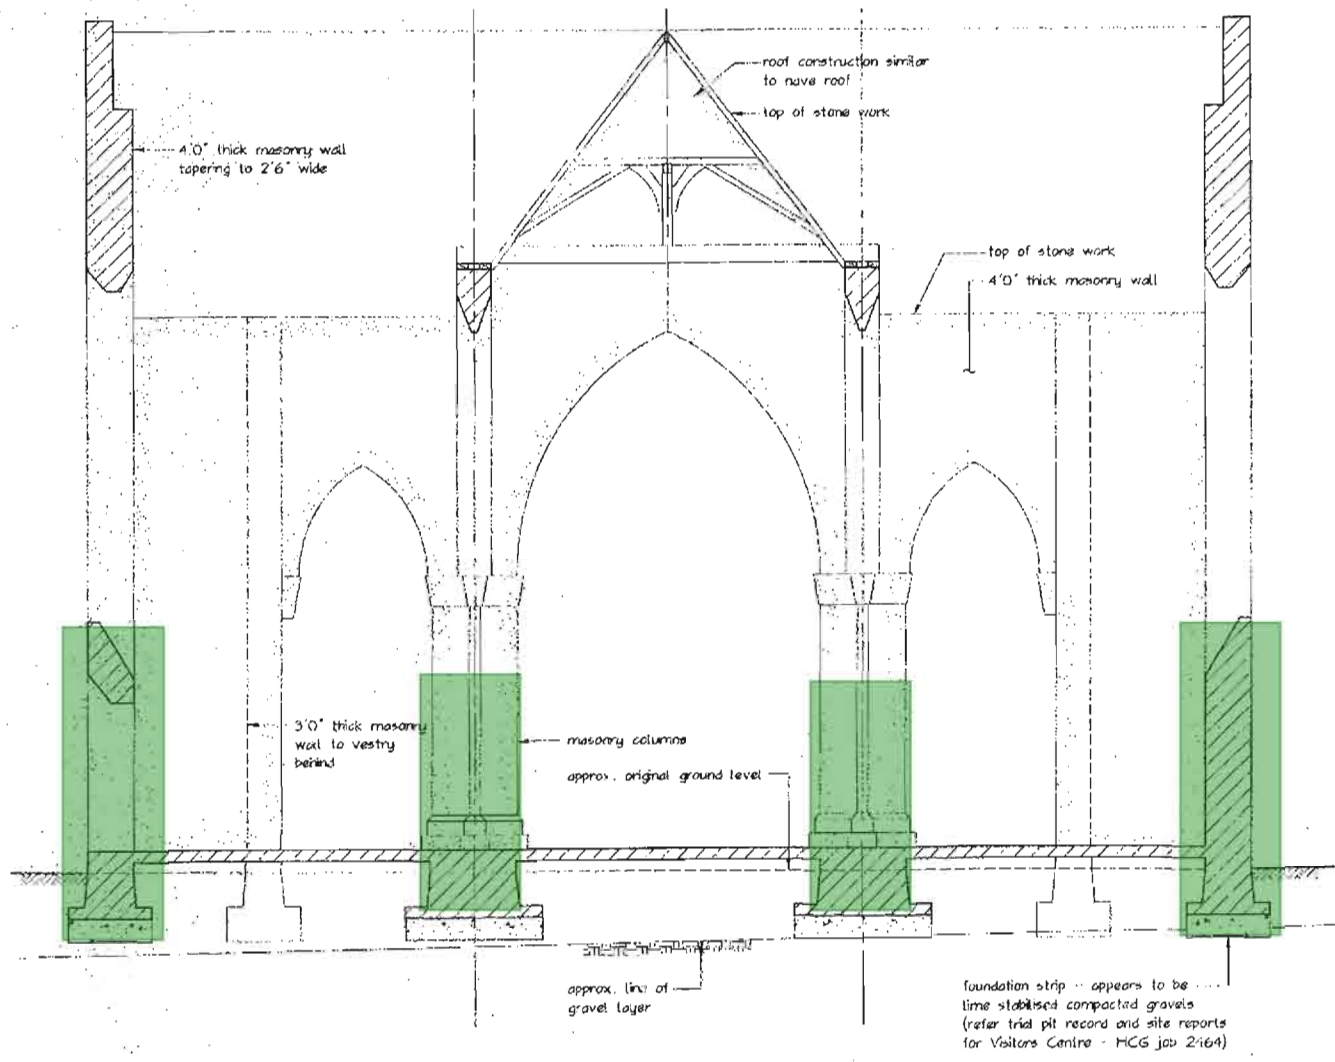 roof construction similar
to nave roof
top of stone work
4'0" thick masonry wall
tapering to 2'6" wide
top of stone work
4'0" thick masonry wall
3'0" thick masonry
wall to vestry
behind
masonry columns
approx. original ground level
approx. line of
gravel layer
foundation strip - appears to be
lime stabilised compacted gravels
(refer trial pit record and site reports
for Visitors Centre - HCG job 2464)